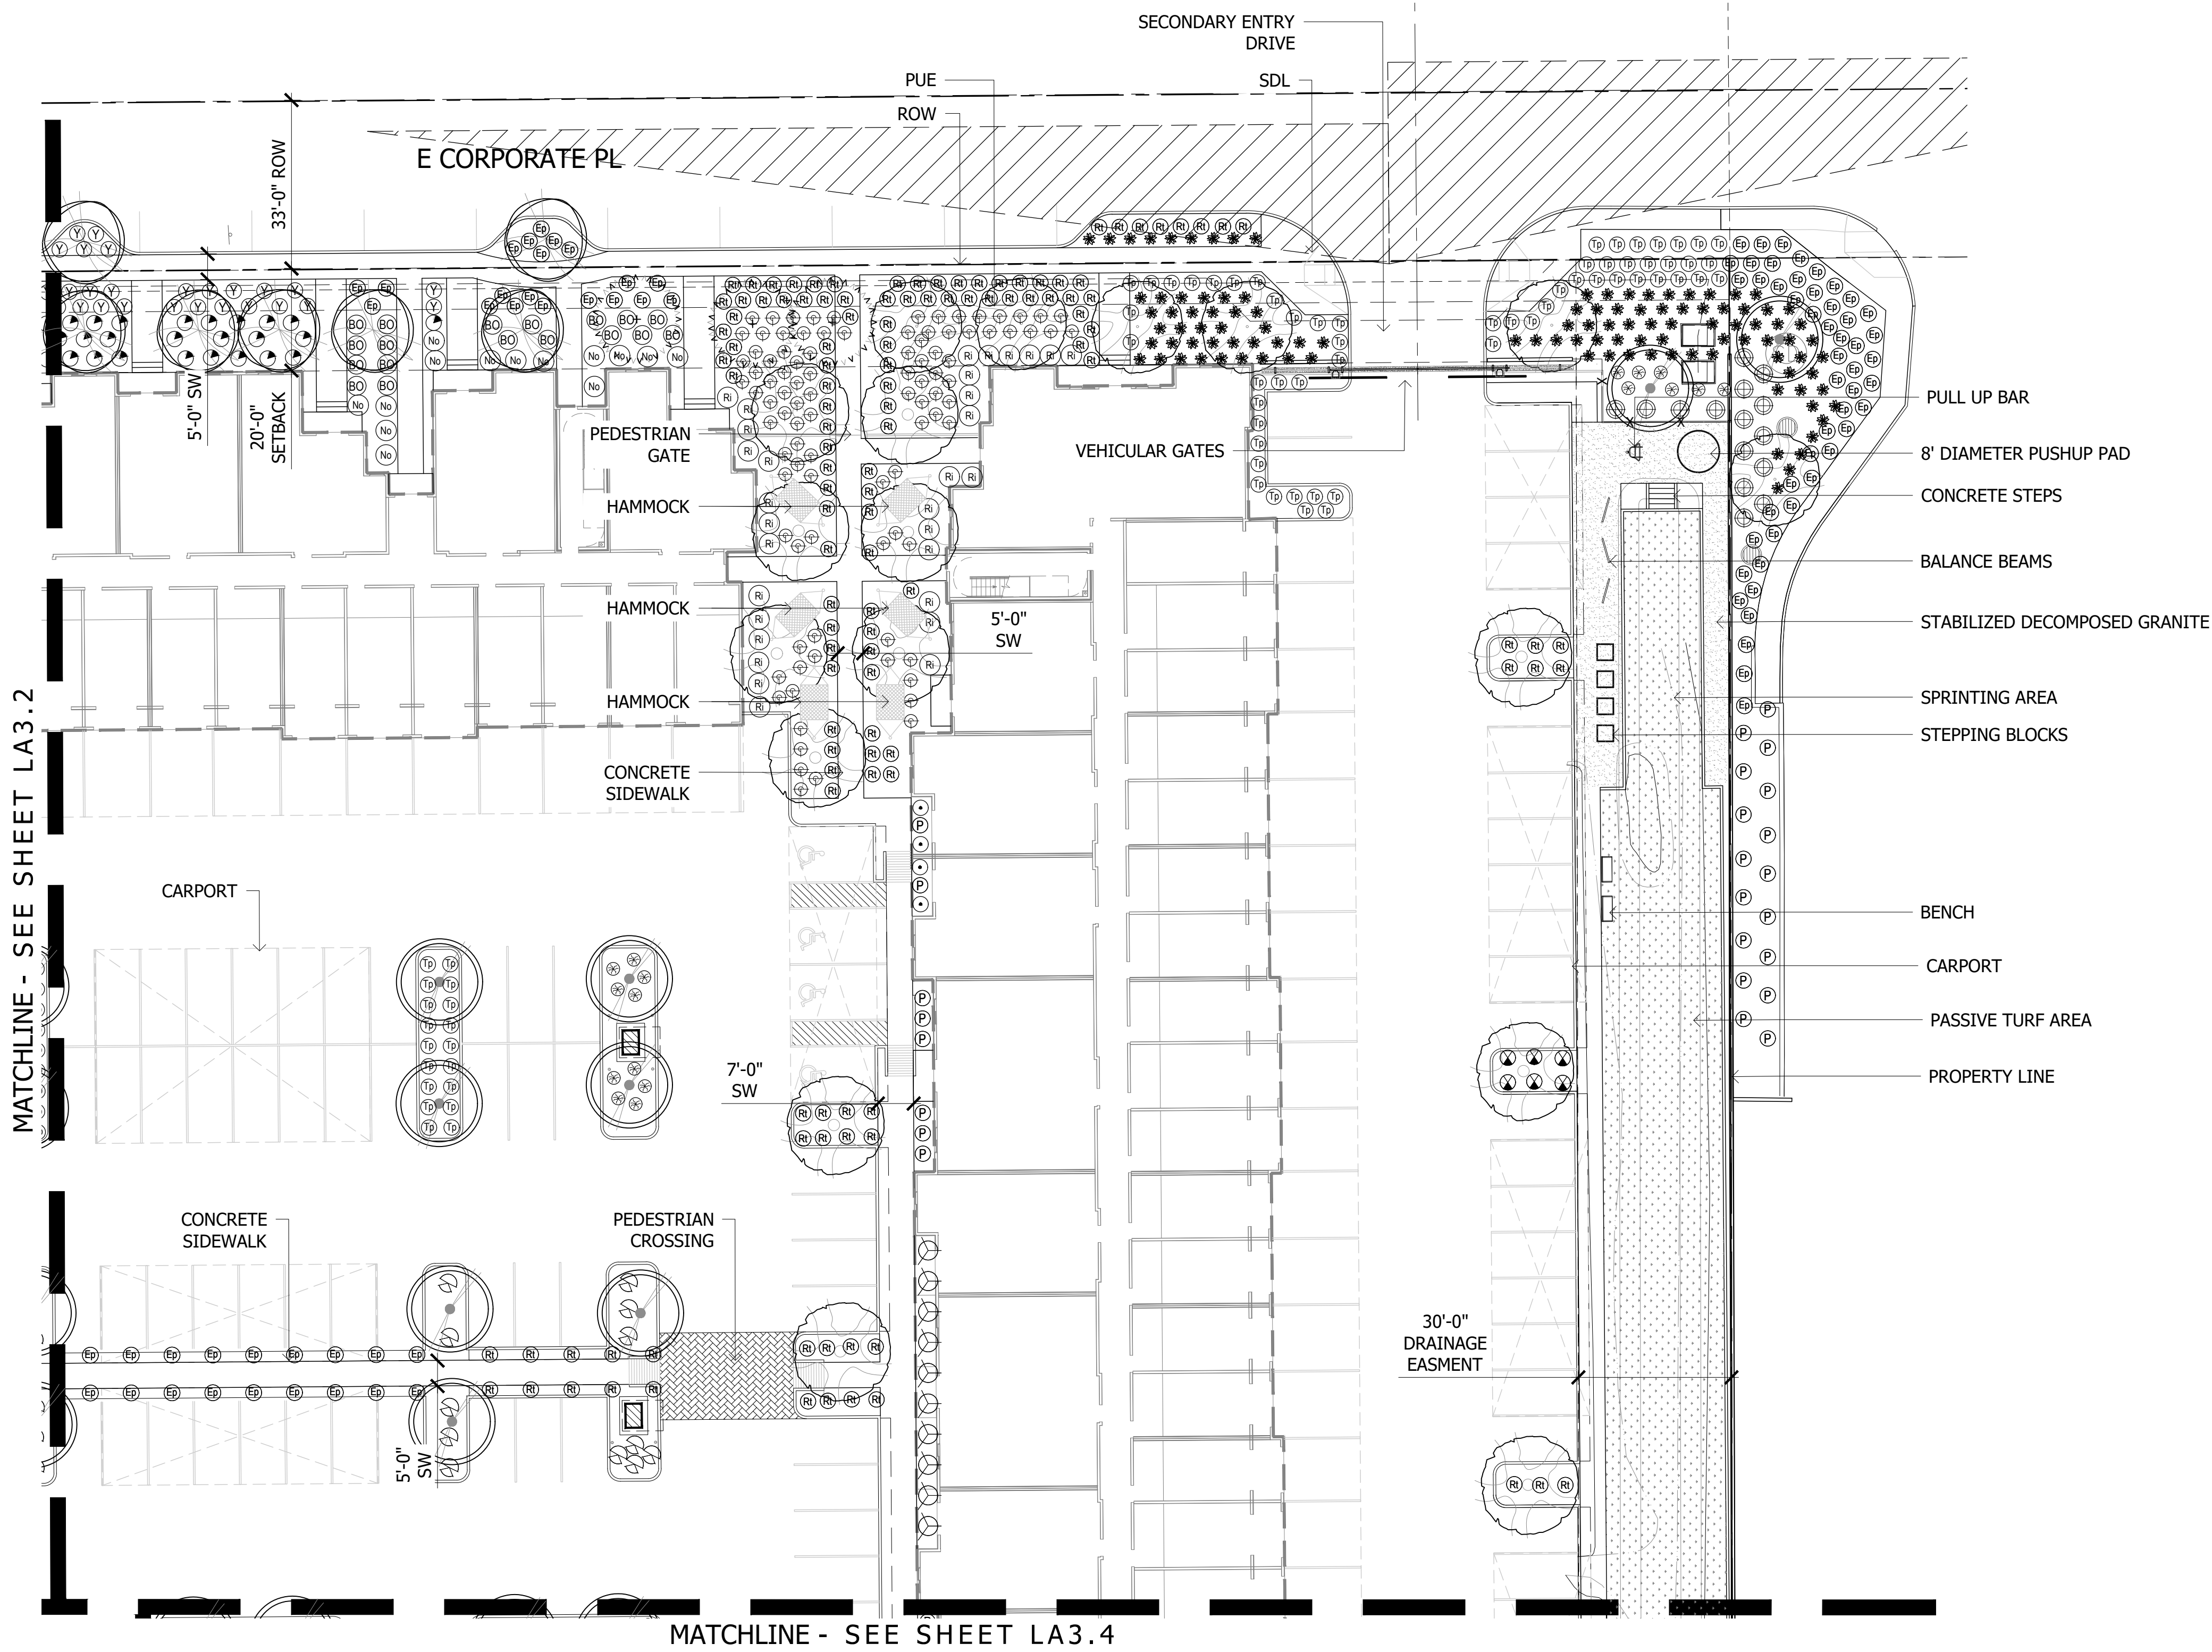 SECONDARY ENTRY
DRIVE
PUE
SDL
ROW
E CORPORATE PL
33'-0" ROW
5'-0" SW
20'-0"
SETBACK
PEDESTRIAN
GATE
VEHICULAR GATES
PULL UP BAR
8' DIAMETER PUSHUP PAD
HAMMOCK
CONCRETE STEPS
BALANCE BEAMS
HAMMOCK
5'-0"
SW
STABILIZED DECOMPOSED GRANITE
HAMMOCK
SPRINTING AREA
STEPPING BLOCKS
CONCRETE
SIDEWALK
MATCHLINE - SEE SHEET LA3.2
CARPORT
BENCH
CARPORT
PASSIVE TURF AREA
7'-0"
SW
PROPERTY LINE
CONCRETE
SIDEWALK
PEDESTRIAN
CROSSING
30'-0"
DRAINAGE
EASMENT
5'-0"
SW
MATCHLINE - SEE SHEET LA3.4